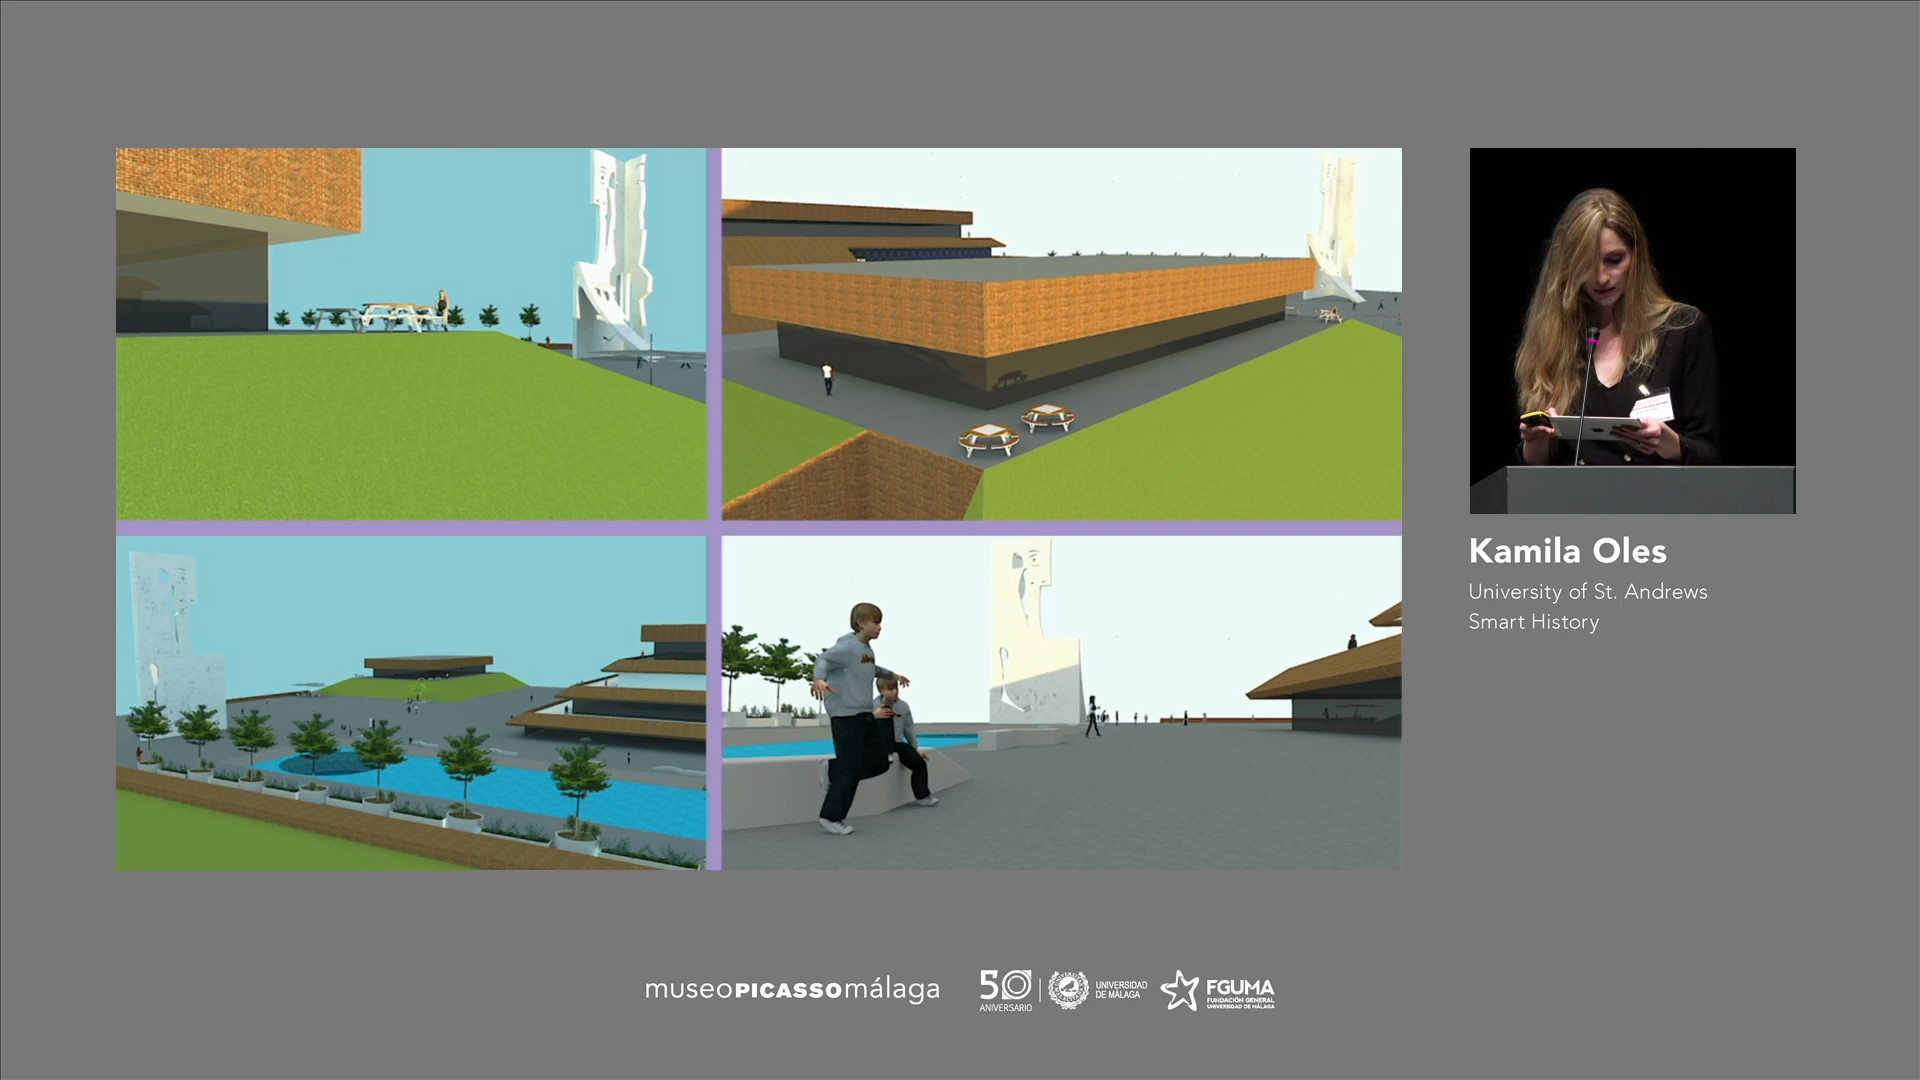 Kamila Oles
University of St. Andrews
Smart History
museoPICASSOmálaga
50
ANIVERSARIO
UNIVERSIDAD
DE MÁLAGA
FGUMA
FUNDACIÓN GENERAL
UNIVERSIDAD DE MÁLAGA